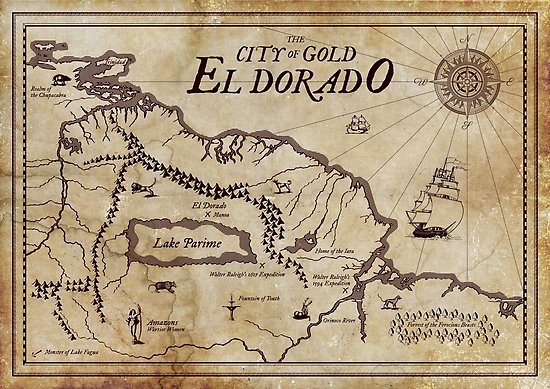 THE
CITY of GOLD
EL DORADO
N
W
E
S
Trinidad
Realm of
the Chupacabra
El Dorado
Manoa
Lake Parime
Home of the Iara
Walter Raleigh's 1617 Expedition
Walter Raleigh's
1594 Expedition
Fountain of Youth
Orinoco River
Amazons
Warrior Women
Forrest of the Ferocious Beasts
Monster of Lake Fagua